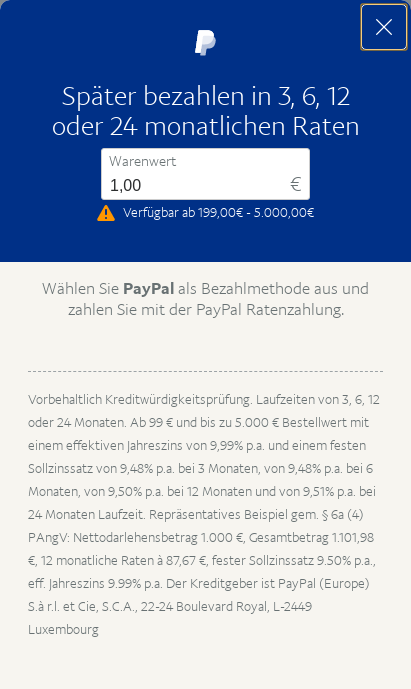 Später bezahlen in 3, 6, 12
oder 24 monatlichen Raten
Warenwert
1,00 €
Verfügbar ab 199,00€ - 5.000,00€
Wählen Sie PayPal als Bezahlmethode aus und
zahlen Sie mit der PayPal Ratenzahlung.
Vorbehaltlich Kreditwürdigkeitsprüfung. Laufzeiten von 3, 6, 12
oder 24 Monaten. Ab 99 € und bis zu 5.000 € Bestellwert mit
einem effektiven Jahreszins von 9,99% p.a. und einem festen
Sollzinssatz von 9,48% p.a. bei 3 Monaten, von 9,48% p.a. bei 6
Monaten, von 9,50% p.a. bei 12 Monaten und von 9,51% p.a. bei
24 Monaten Laufzeit. Repräsentatives Beispiel gem. § 6a (4)
PAngV: Nettodarlehensbetrag 1.000 €, Gesamtbetrag 1.101,98
€, 12 monatliche Raten à 87,67 €, fester Sollzinssatz 9.50% p.a.,
eff. Jahreszins 9.99% p.a. Der Kreditgeber ist PayPal (Europe)
S.à r.l. et Cie, S.C.A., 22-24 Boulevard Royal, L-2449
Luxembourg